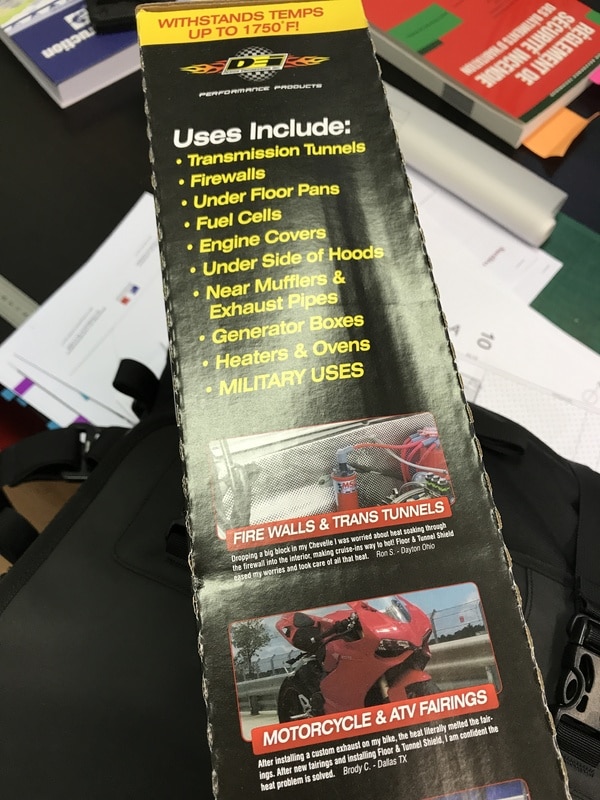 WITHSTANDS TEMPS
UP TO 1750°F!
DEI
PERFORMANCE PRODUCTS
Uses Include:
• Transmission Tunnels
• Firewalls
• Under Floor Pans
• Fuel Cells
• Engine Covers
• Under Side of Hoods
• Near Mufflers &
Exhaust Pipes
• Generator Boxes
• Heaters & Ovens
• MILITARY USES
FIRE WALLS & TRANS TUNNELS
Dropping a big block in my Chevelle I was worried about heat soaking through
the firewall into the interior, making cruise-ins way to hot! Floor & Tunnel Shield
eased my worries and took care of all that heat. Ron S. - Dayton Ohio
MOTORCYCLE & ATV FAIRINGS
After installing a custom exhaust on my bike, the heat literally melted the fair-
ings. After new fairings and installing Floor & Tunnel Shield, I am confident the
heat problem is solved. Brody C. - Dallas TX
RÈGLEMENT DE
SÉCURITÉ INCENDIE
10
A